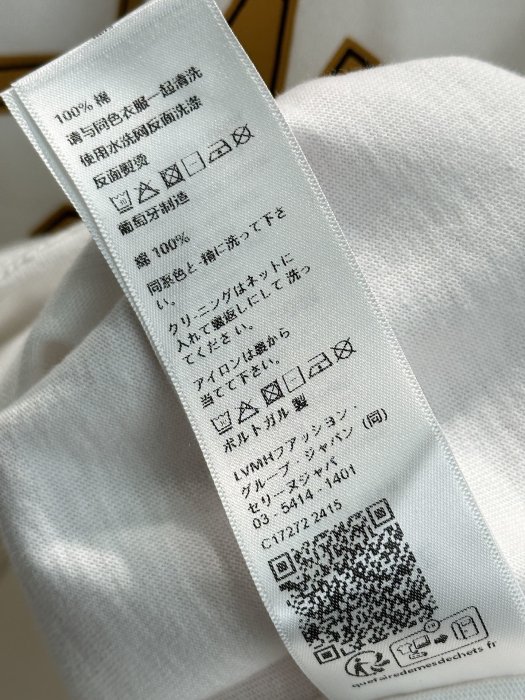 100% 棉
请与同色衣服一起清洗
使用水洗网反面洗涤
反面熨烫
葡萄牙制造
綿 100%
同系色と一緒に洗って下さ
い。
クリーニングはネットに
入れて裏返しにして 洗っ
てください。
アイロンは裏から
当てて下さい。
ポルトガル 製
LVMHファッション・
グループ・ジャパン (同)
セリーヌジャパ
03 - 5414 - 1401
C17272 2415
quefairedemesdechets.fr